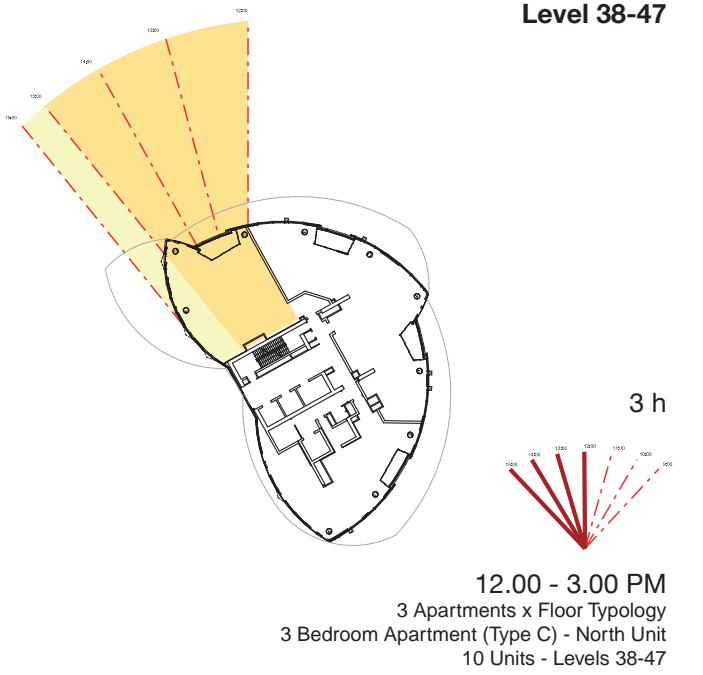 Level 38-47
12:00
13:00
14:00
15:00
3 h
12:00
13:00
11:00
14:00
10:00
15:00
9:00
12.00 - 3.00 PM
3 Apartments x Floor Typology
3 Bedroom Apartment (Type C) - North Unit
10 Units - Levels 38-47